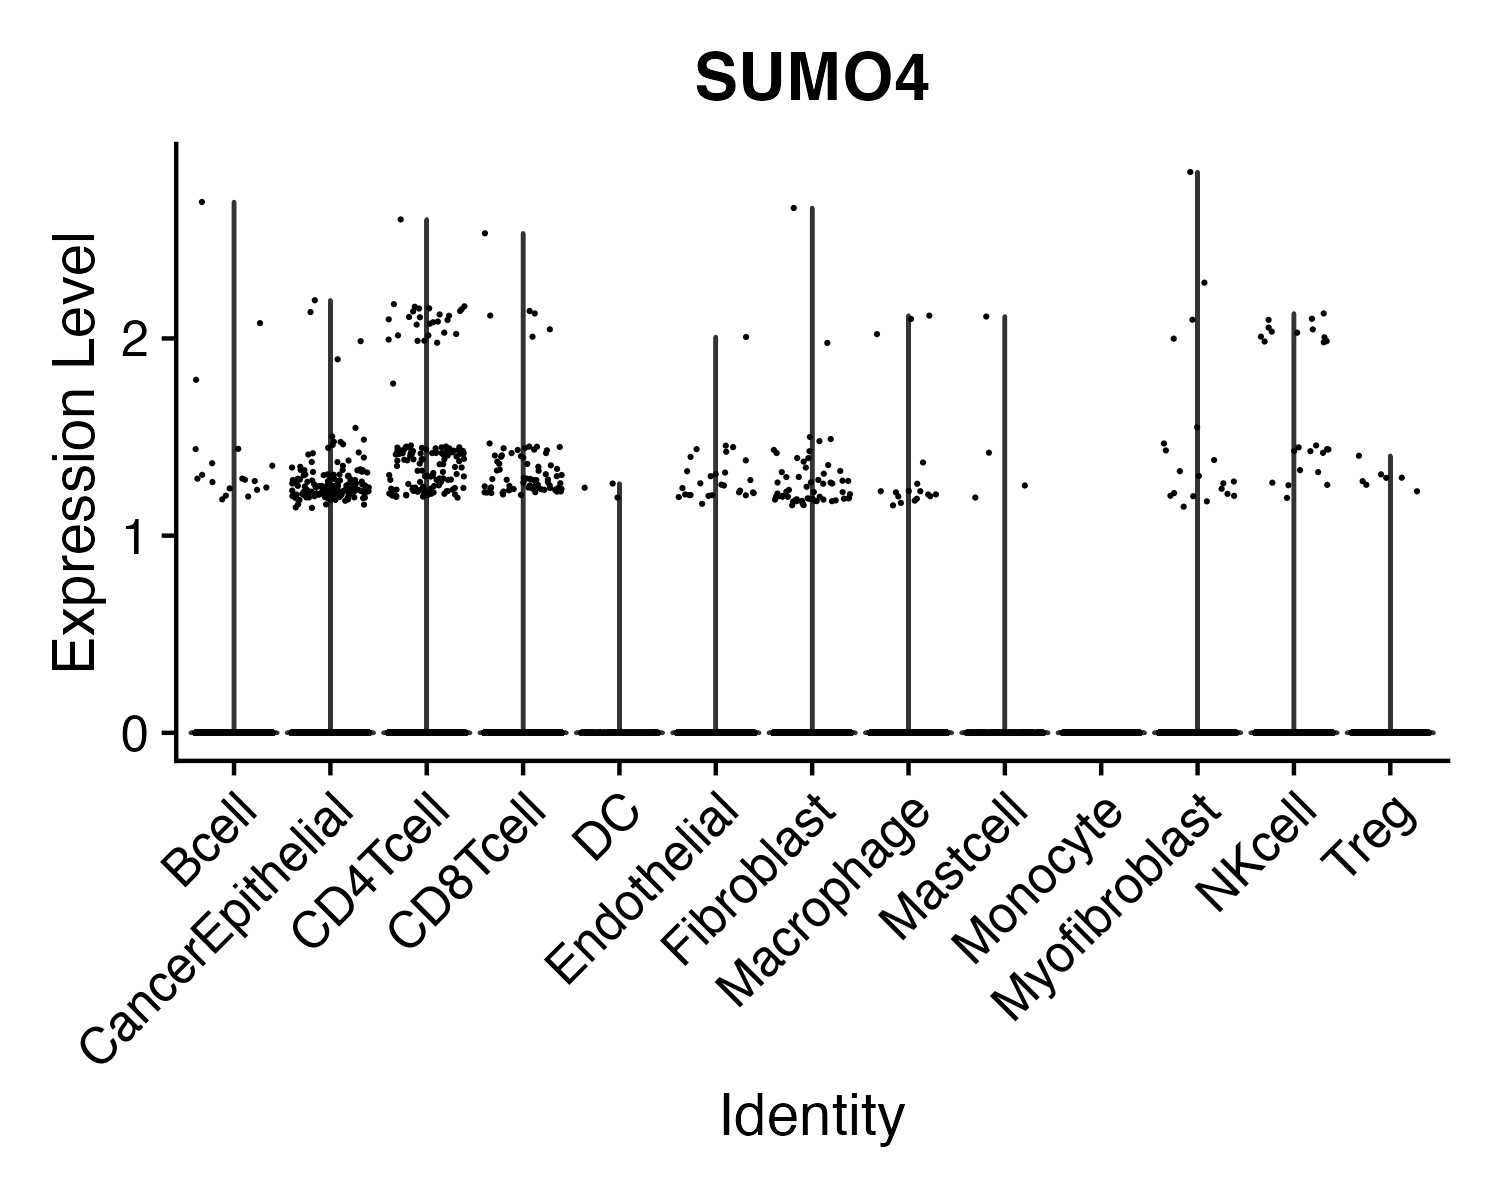 SUMO4
Expression Level
2
1
0
Bcell
CancerEpithelial
CD4Tcell
CD8Tcell
DC
Endothelial
Fibroblast
Macrophage
Mastcell
Monocyte
Myofibroblast
NKcell
Treg
Identity